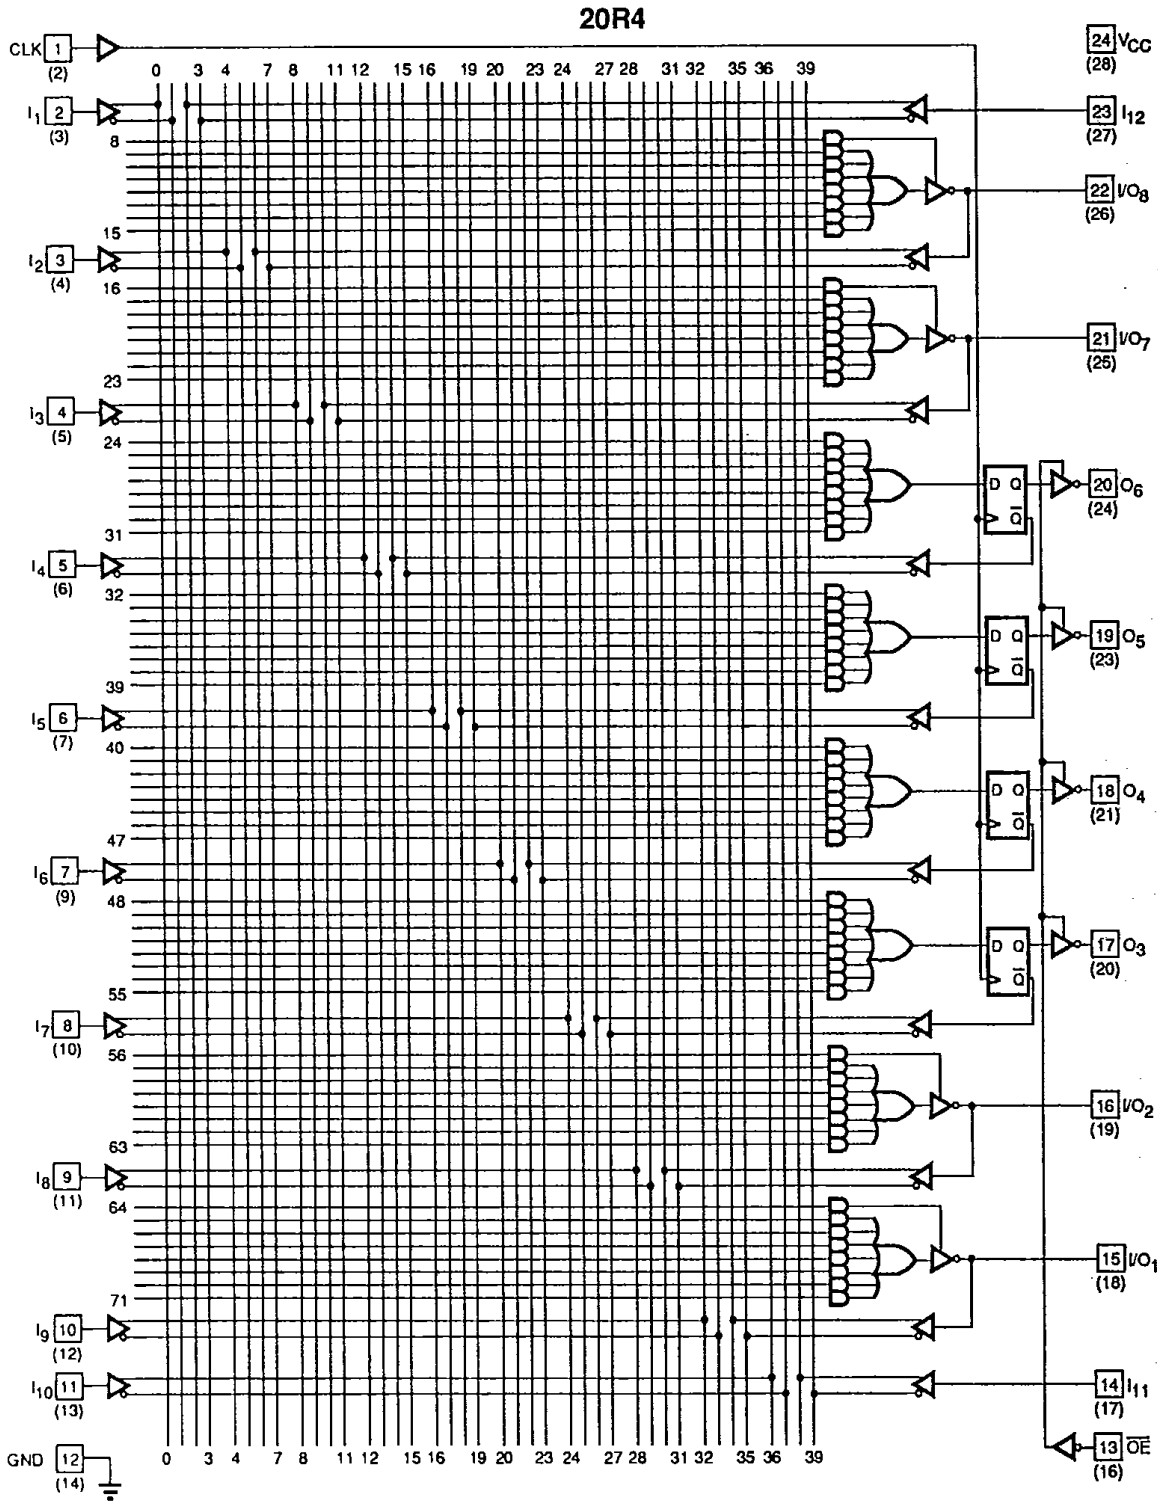 20R4
CLK 1 24 VCC
(2) (28)
0 3 4 7 8 11 12 15 16 19 20 23 24 27 28 31 32 35 36 39
I1 2 23 I12
(3) (27)
8
22 I/O8
(26)
15
I2 3
(4)
16
21 I/O7
(25)
23
I3 4
(5)
24
D Q 20 O6
(24)
Q̅
31
I4 5
(6)
32
D Q 19 O5
(23)
Q̅
39
I5 6
(7)
40
D Q 18 O4
(21)
Q̅
47
I6 7
(9)
48
D Q 17 O3
(20)
Q̅
55
I7 8
(10)
56
16 I/O2
(19)
63
I8 9
(11)
64
15 I/O1
(18)
71
I9 10
(12)
I10 11 14 I11
(13) (17)
0 3 4 7 8 11 12 15 16 19 20 23 24 27 28 31 32 35 36 39
GND 12 13 O̅E̅
(14) (16)